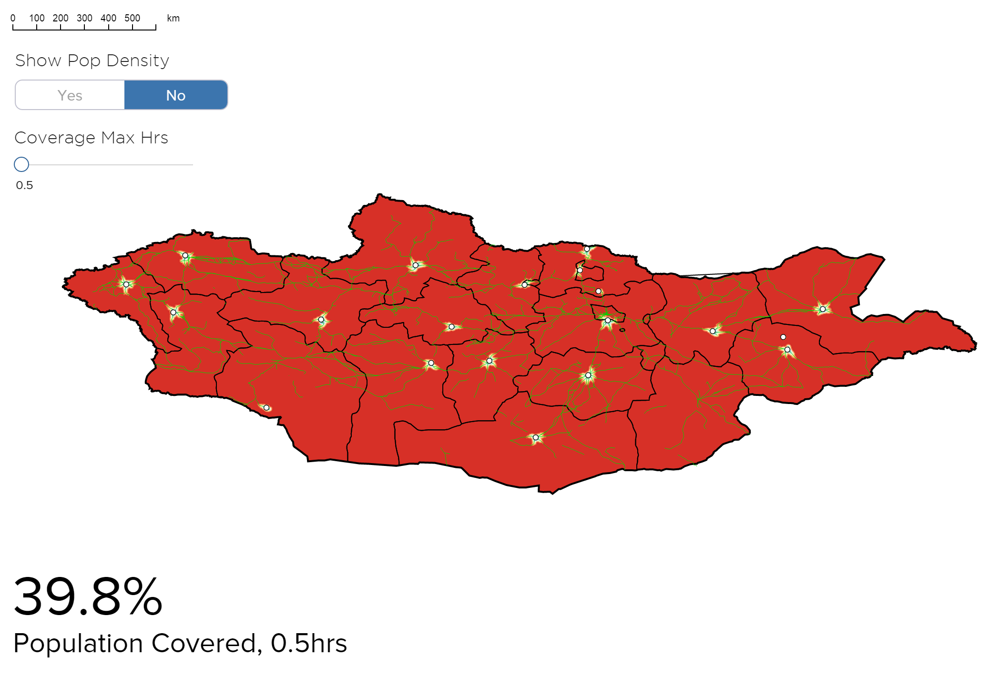 0 100 200 300 400 500 km
Show Pop Density
Yes No
Coverage Max Hrs
0.5
39.8%
Population Covered, 0.5hrs